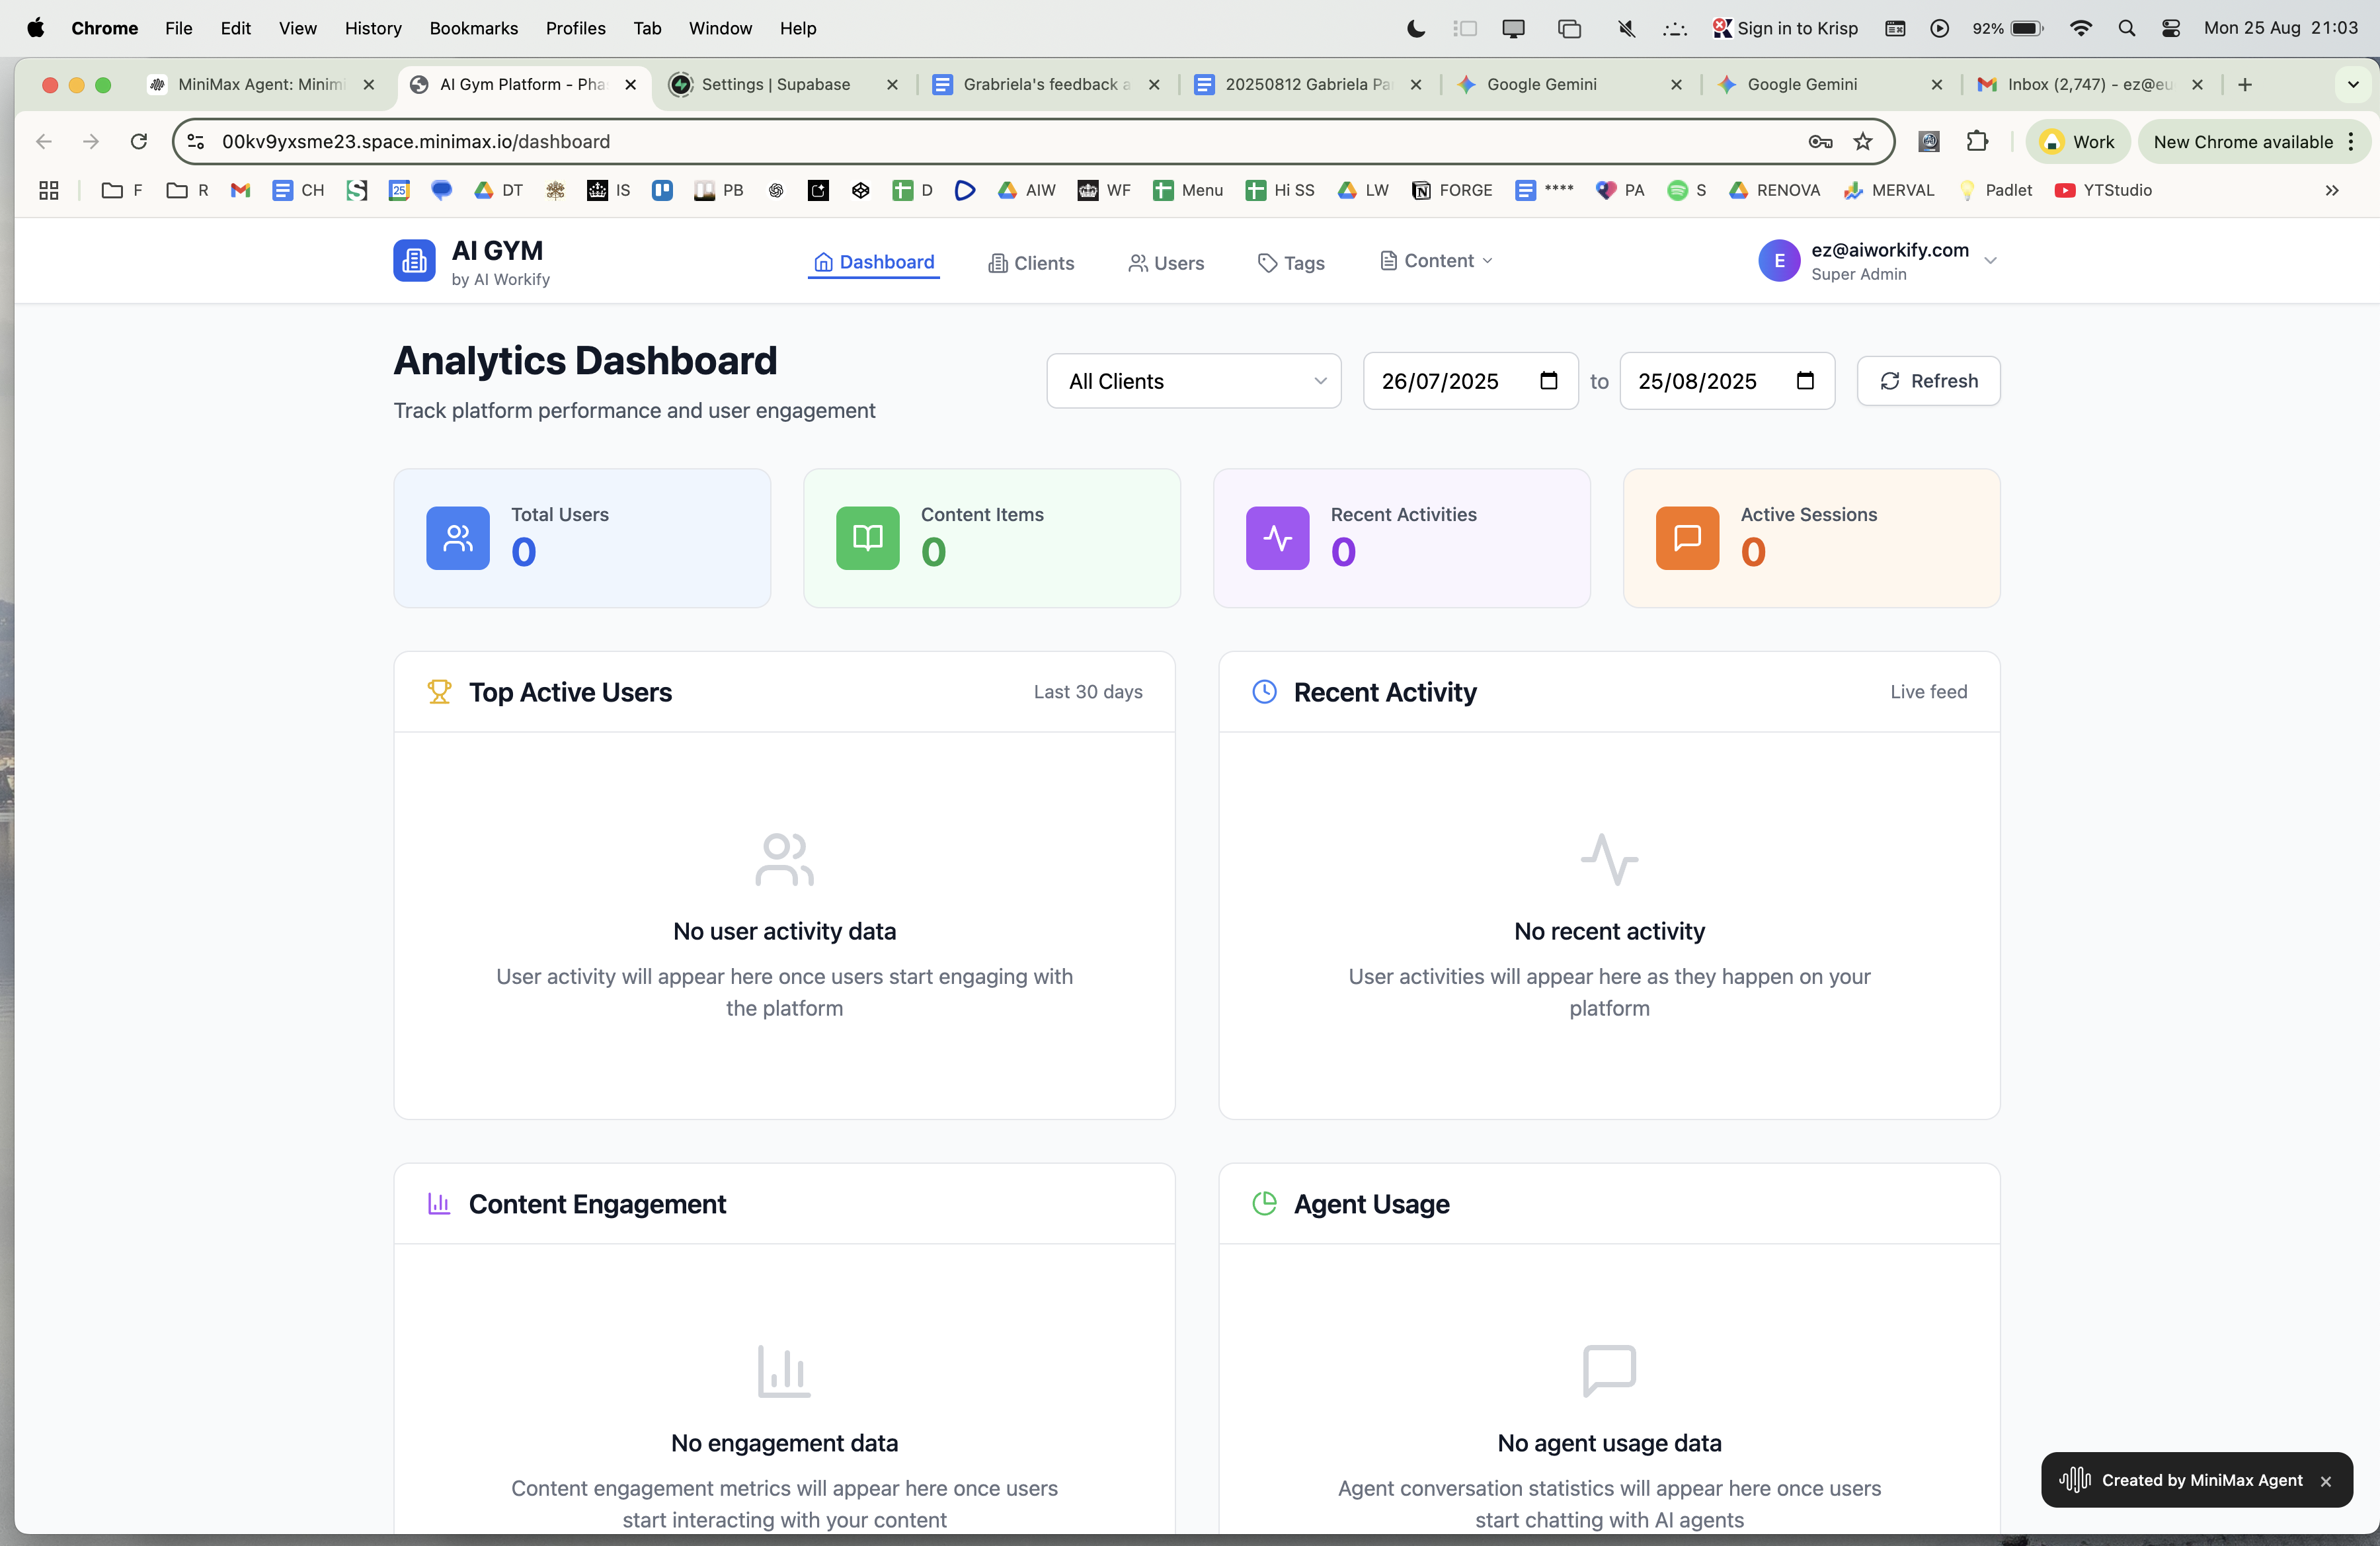 Chrome File Edit View History Bookmarks Profiles Tab Window Help Sign in to Krisp 92% Mon 25 Aug 21:03
MiniMax Agent: Minim AI Gym Platform - Pha Settings | Supabase Grabriela's feedback a 20250812 Gabriela Pa Google Gemini Google Gemini Inbox (2,747) - ez@eu
00kv9yxsme23.space.minimax.io/dashboard Work New Chrome available
F R CH 25 DT IS PB D AIW WF Menu Hi SS LW FORGE **** PA S RENOVA MERVAL Padlet YTStudio
AI GYM
by AI Workify
Dashboard Clients Users Tags Content
E
ez@aiworkify.com
Super Admin
Analytics Dashboard
Track platform performance and user engagement
All Clients 26/07/2025 to 25/08/2025 Refresh
Total Users
0
Content Items
0
Recent Activities
0
Active Sessions
0
Top Active Users Last 30 days
No user activity data
User activity will appear here once users start engaging with
the platform
Recent Activity Live feed
No recent activity
User activities will appear here as they happen on your
platform
Content Engagement
No engagement data
Content engagement metrics will appear here once users
start interacting with your content
Agent Usage
No agent usage data
Agent conversation statistics will appear here once users
start chatting with AI agents
Created by MiniMax Agent